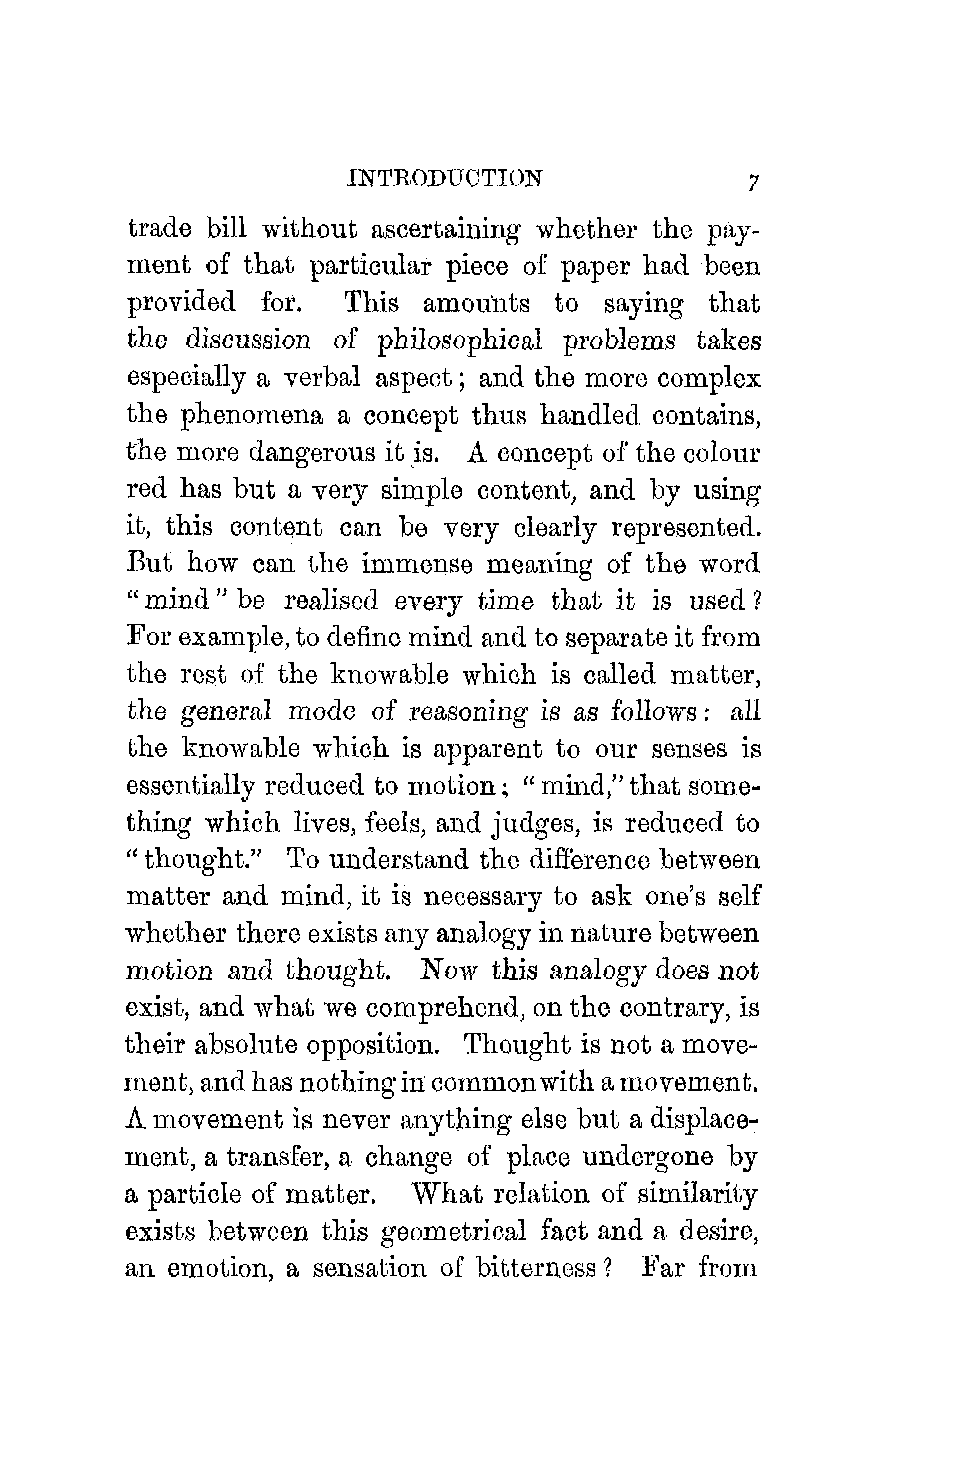 INTRODUCTION 7
trade bill without ascertaining whether the pay-
ment of that particular piece of paper had been
provided for. This amounts to saying that
the discussion of philosophical problems takes
especially a verbal aspect; and the more complex
the phenomena a concept thus handled contains,
the more dangerous it is. A concept of the colour
red has but a very simple content, and by using
it, this content can be very clearly represented.
But how can the immense meaning of the word
"mind" be realised every time that it is used?
For example, to define mind and to separate it from
the rest of the knowable which is called matter,
the general mode of reasoning is as follows: all
the knowable which is apparent to our senses is
essentially reduced to motion; "mind," that some-
thing which lives, feels, and judges, is reduced to
"thought." To understand the difference between
matter and mind, it is necessary to ask one's self
whether there exists any analogy in nature between
motion and thought. Now this analogy does not
exist, and what we comprehend, on the contrary, is
their absolute opposition. Thought is not a move-
ment, and has nothing in common with a movement.
A movement is never anything else but a displace-
ment, a transfer, a change of place undergone by
a particle of matter. What relation of similarity
exists between this geometrical fact and a desire,
an emotion, a sensation of bitterness? Far from